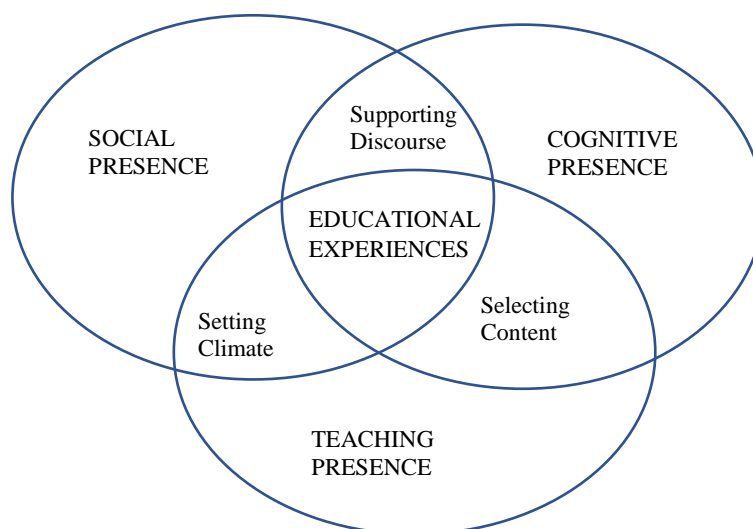 Supporting
Discourse
SOCIAL
PRESENCE
COGNITIVE
PRESENCE
EDUCATIONAL
EXPERIENCES
Setting
Climate
Selecting
Content
TEACHING
PRESENCE